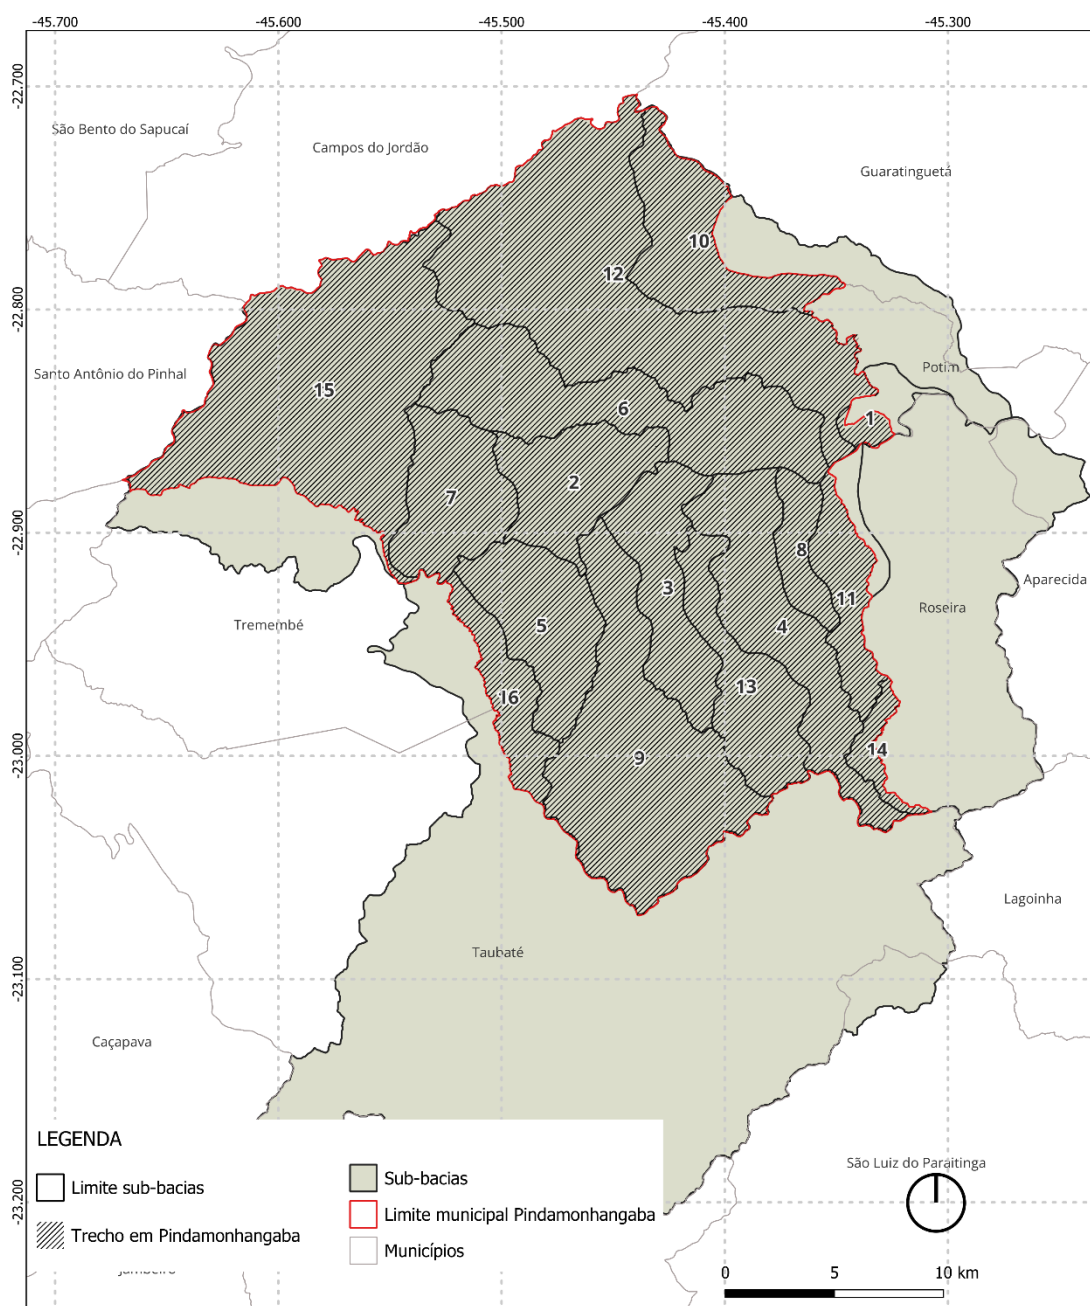 -45.700
-45.600
-45.500
-45.400
-45.300
-22.700
São Bento do Sapucaí
Campos do Jordão
Guaratinguetá
10
12
-22.800
Santo Antônio do Pinhal
Potim
15
6
1
2
7
-22.900
8
3
Aparecida
11
Roseira
Tremembé
5
4
13
16
14
9
-23.000
Lagoinha
Taubaté
-23.100
Caçapava
LEGENDA
Limite sub-bacias
Trecho em Pindamonhangaba
Sub-bacias
Limite municipal Pindamonhangaba
Municípios
São Luiz do Paraitinga
-23.200
0 5 10 km